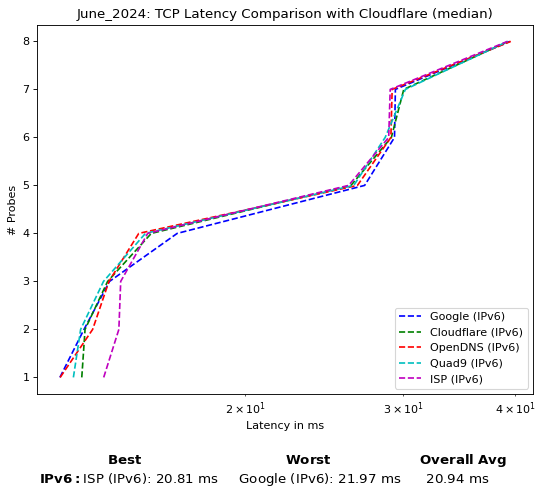 June_2024: TCP Latency Comparison with Cloudflare (median)
8
7
6
5
4
3
2
1
# Probes
Google (IPv6)
Cloudflare (IPv6)
OpenDNS (IPv6)
Quad9 (IPv6)
ISP (IPv6)
2 × 10¹ 3 × 10¹ 4 × 10¹
Latency in ms
Best Worst Overall Avg
IPv6: ISP (IPv6): 20.81 ms Google (IPv6): 21.97 ms 20.94 ms